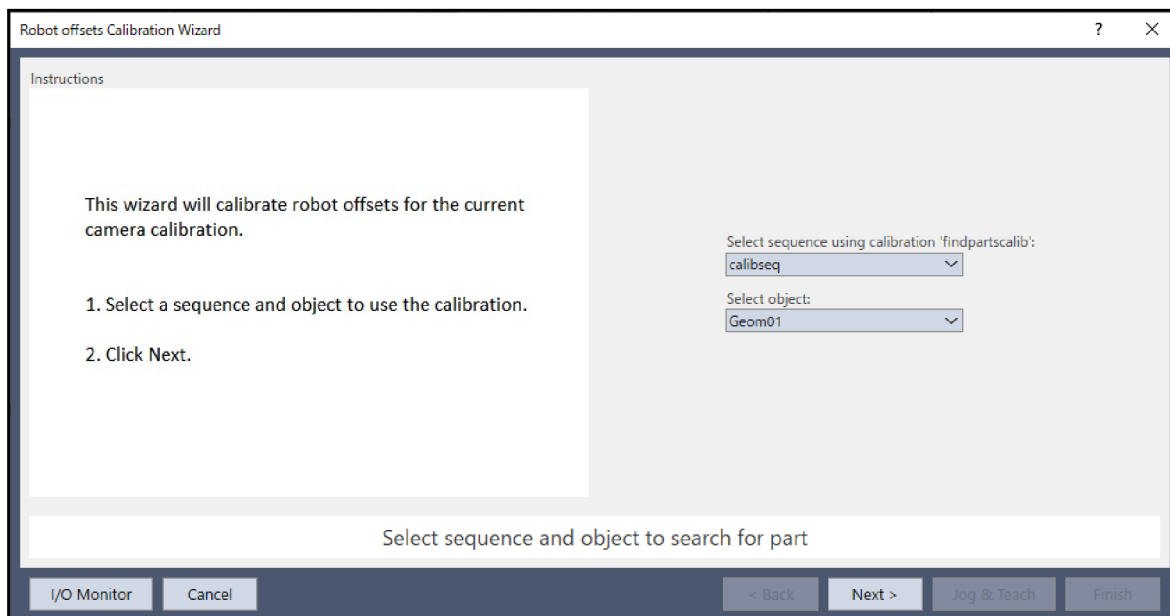 Robot offsets Calibration Wizard
?
Instructions
This wizard will calibrate robot offsets for the current
camera calibration.
1. Select a sequence and object to use the calibration.
2. Click Next.
Select sequence using calibration 'findpartscalib':
calibseq
Select object:
Geom01
Select sequence and object to search for part
I/O Monitor
Cancel
< Back
Next >
Jog & Teach
Finish